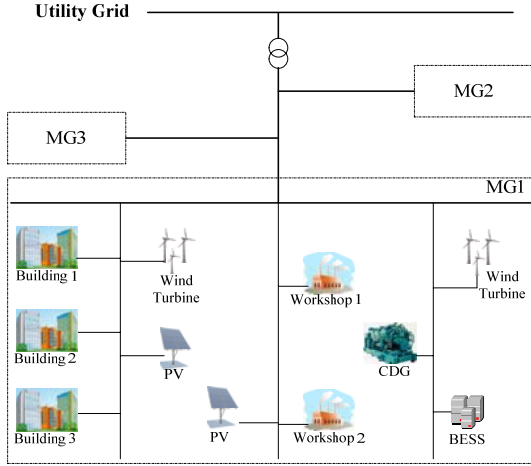 Utility Grid
MG2
MG3
MG1
Building 1
Wind
Turbine
Workshop 1
Wind
Turbine
Building 2
PV
CDG
Building 3
PV
Workshop 2
BESS